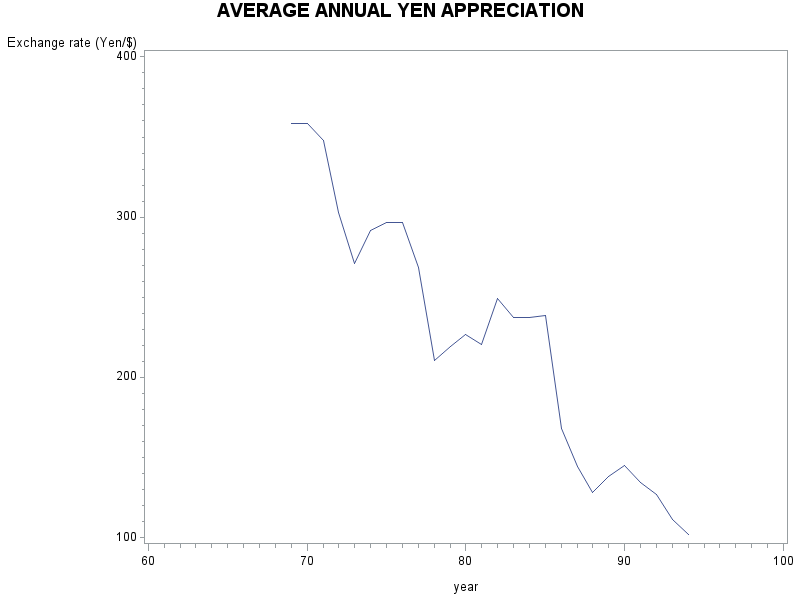 AVERAGE ANNUAL YEN APPRECIATION
Exchange rate (Yen/$)
400
300
200
100
60 70 80 90 100
year